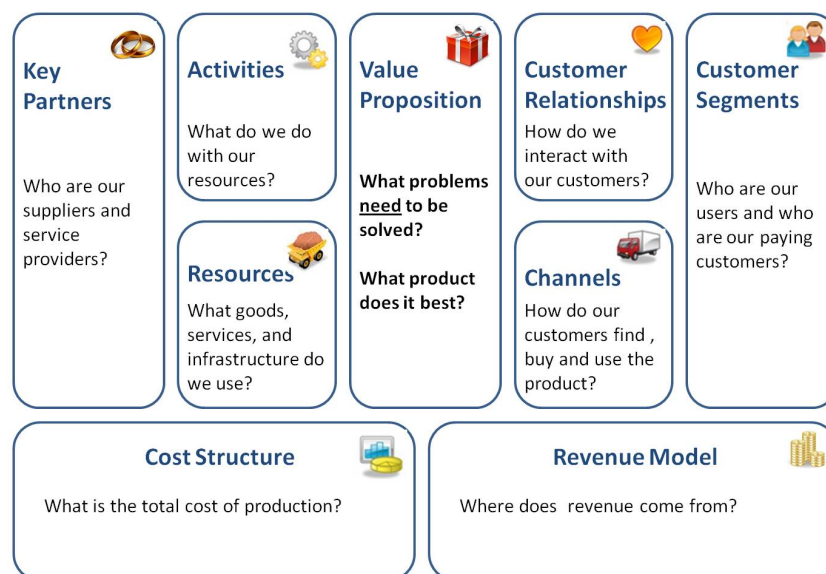 Key
Partners
Who are our
suppliers and
service
providers?
Activities
What do we do
with our
resources?
Resources
What goods,
services, and
infrastructure do
we use?
Value
Proposition
What problems
need to be
solved?
What product
does it best?
Customer
Relationships
How do we
interact with
our customers?
Channels
How do our
customers find ,
buy and use the
product?
Customer
Segments
Who are our
users and who
are our paying
customers?
Cost Structure
What is the total cost of production?
Revenue Model
Where does  revenue come from?